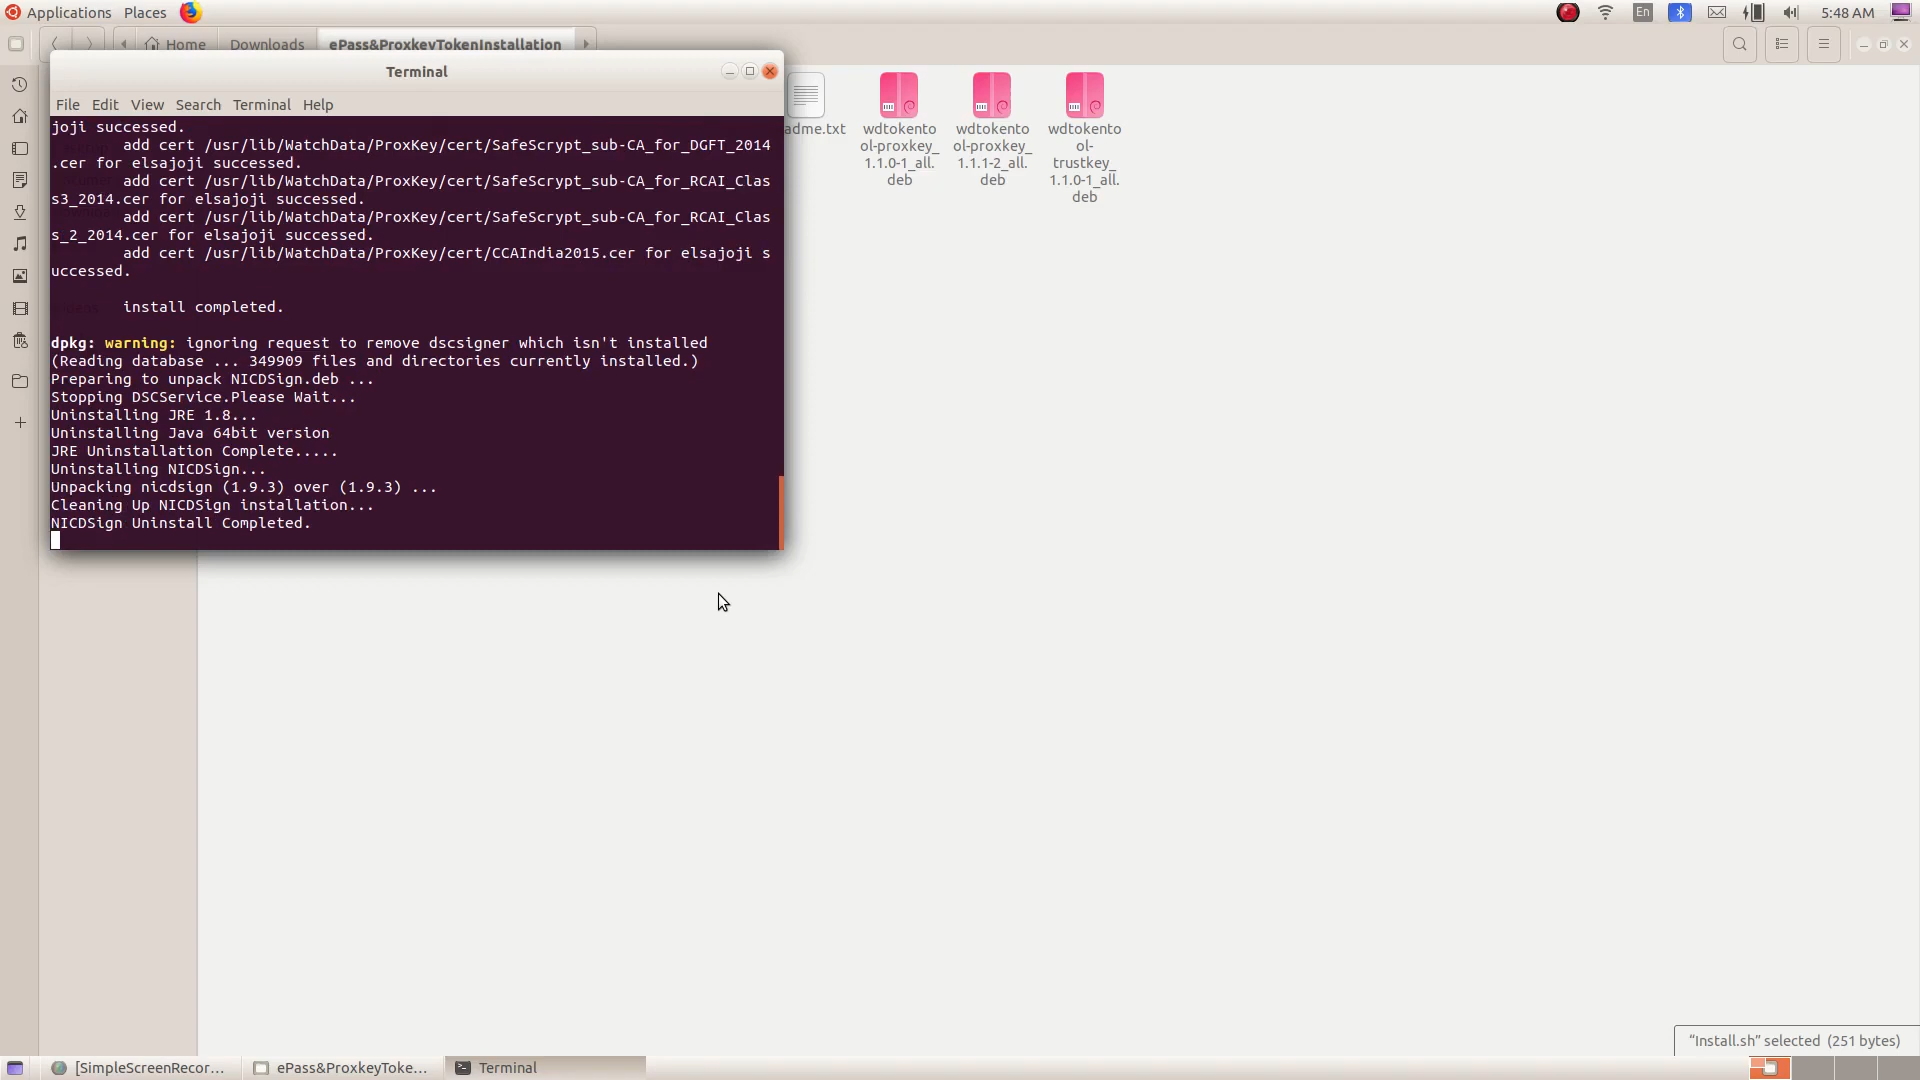 Applications Places
En
5:48 AM
Home Downloads ePass&ProxkeyTokenInstallation
Terminal
File Edit View Search Terminal Help
joji successed.
add cert /usr/lib/WatchData/ProxKey/cert/SafeScrypt_sub-CA_for_DGFT_2014
.cer for elsajoji successed.
add cert /usr/lib/WatchData/ProxKey/cert/SafeScrypt_sub-CA_for_RCAI_Clas
s3_2014.cer for elsajoji successed.
add cert /usr/lib/WatchData/ProxKey/cert/SafeScrypt_sub-CA_for_RCAI_Clas
s_2_2014.cer for elsajoji successed.
add cert /usr/lib/WatchData/ProxKey/cert/CCAIndia2015.cer for elsajoji s
uccessed.
install completed.
dpkg: warning: ignoring request to remove dscsigner which isn't installed
(Reading database ... 349909 files and directories currently installed.)
Preparing to unpack NICDSign.deb ...
Stopping DSCService.Please Wait...
Uninstalling JRE 1.8...
Uninstalling Java 64bit version
JRE Uninstallation Complete.....
Uninstalling NICDSign...
Unpacking nicdsign (1.9.3) over (1.9.3) ...
Cleaning Up NICDSign installation...
NICDSign Uninstall Completed.
adme.txt
wdtokento
ol-proxkey_
1.1.0-1_all.
deb
wdtokento
ol-proxkey_
1.1.1-2_all.
deb
wdtokento
ol-
trustkey_
1.1.0-1_all.
deb
"Install.sh" selected (251 bytes)
[SimpleScreenRecor...
ePass&ProxkeyToke...
Terminal